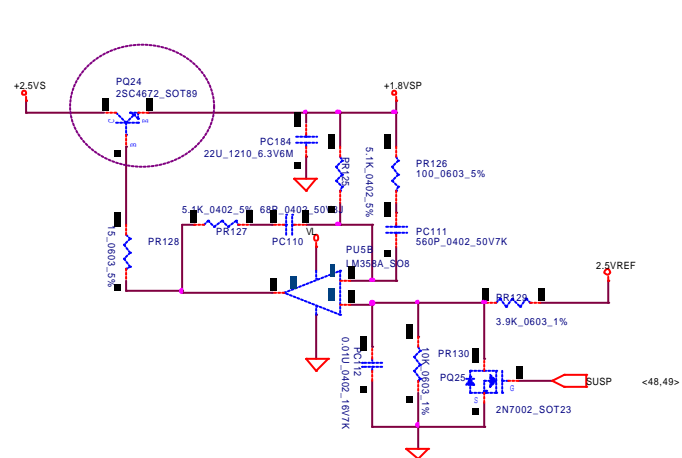 +2.5VS
PQ24
2SC4672_SOT89
+1.8VSP
C
E
B
PC184
22U_1210_6.3V6M
PR125
5.1K_0402_5%
PR126
100_0603_5%
5.1K_0402_5%
68P_0402_50V8J
PR127
PC110
VL
PC111
560P_0402_50V7K
15_0603_5%
PR128
PU5B
LM358A_SO8
2.5VREF
PR129
3.9K_0603_1%
0.01U_0402_16V7K
PC112
10K_0603_1%
PR130
PQ25
G
S
2N7002_SOT23
SUSP
<48,49>